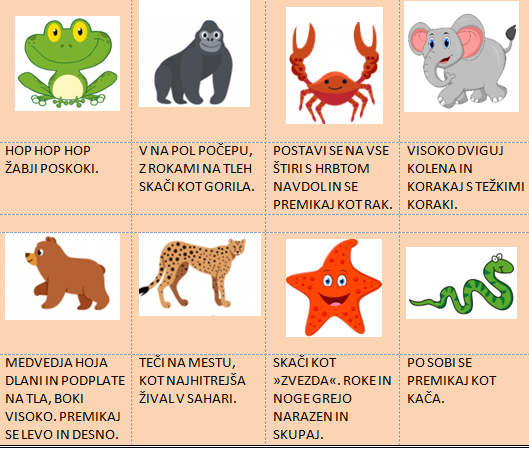 HOP HOP HOP
ŽABJI POSKOKI.
V NA POL POČEPU,
Z ROKAMI NA TLEH
SKAČI KOT GORILA.
POSTAVI SE NA VSE
ŠTIRI S HRBTOM
NAVDOL IN SE
PREMIKAJ KOT RAK.
VISOKO DVIGUJ
KOLENA IN
KORAKAJ S TEŽKIMI
KORAKI.
MEDVEDJA HOJA
DLANI IN PODPLATE
NA TLA, BOKI
VISOKO. PREMIKAJ
SE LEVO IN DESNO.
TEČI NA MESTU,
KOT NAJHITREJŠA
ŽIVAL V SAHARI.
SKAČI KOT
»ZVEZDA«. ROKE IN
NOGE GREJO
NARAZEN IN
SKUPAJ.
PO SOBI SE
PREMIKAJ KOT
KAČA.